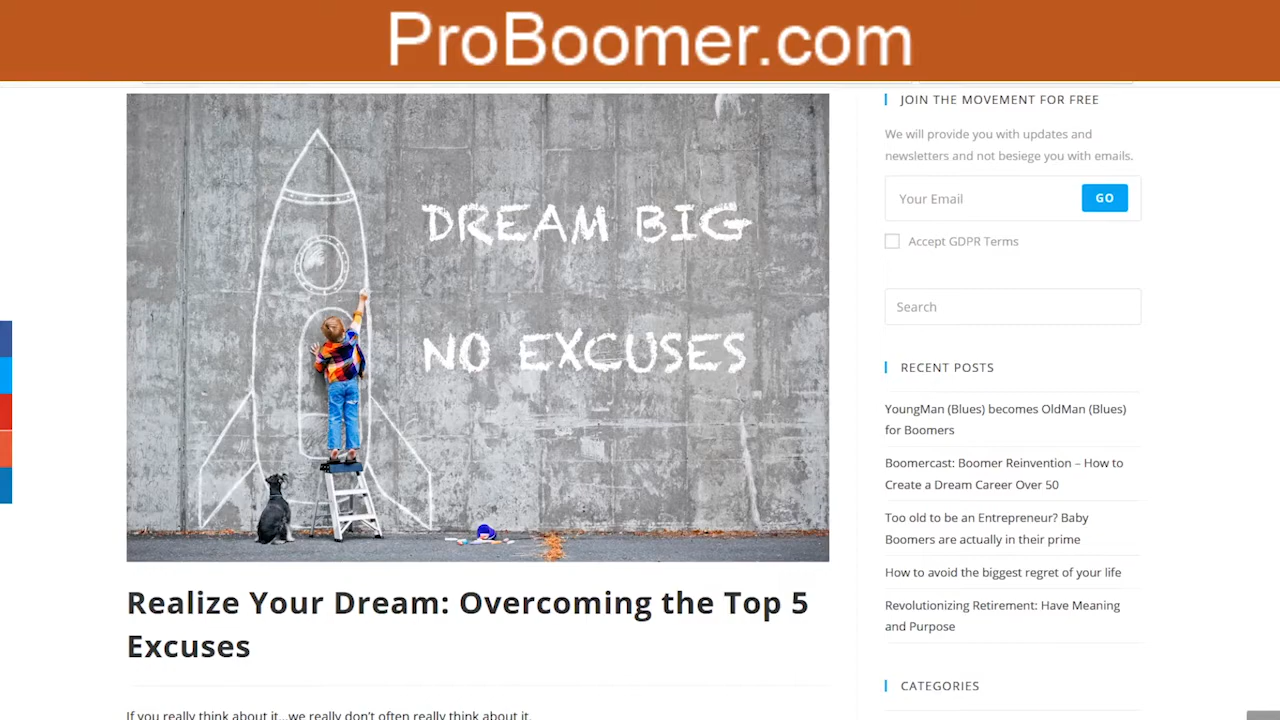 ProBoomer.com
DREAM BIG
NO EXCUSES
Realize Your Dream: Overcoming the Top 5
Excuses
If you really think about it...we really don't often really think about it.
JOIN THE MOVEMENT FOR FREE
We will provide you with updates and
newsletters and not besiege you with emails.
Your Email
GO
Accept GDPR Terms
Search
RECENT POSTS
YoungMan (Blues) becomes OldMan (Blues)
for Boomers
Boomercast: Boomer Reinvention – How to
Create a Dream Career Over 50
Too old to be an Entrepreneur? Baby
Boomers are actually in their prime
How to avoid the biggest regret of your life
Revolutionizing Retirement: Have Meaning
and Purpose
CATEGORIES